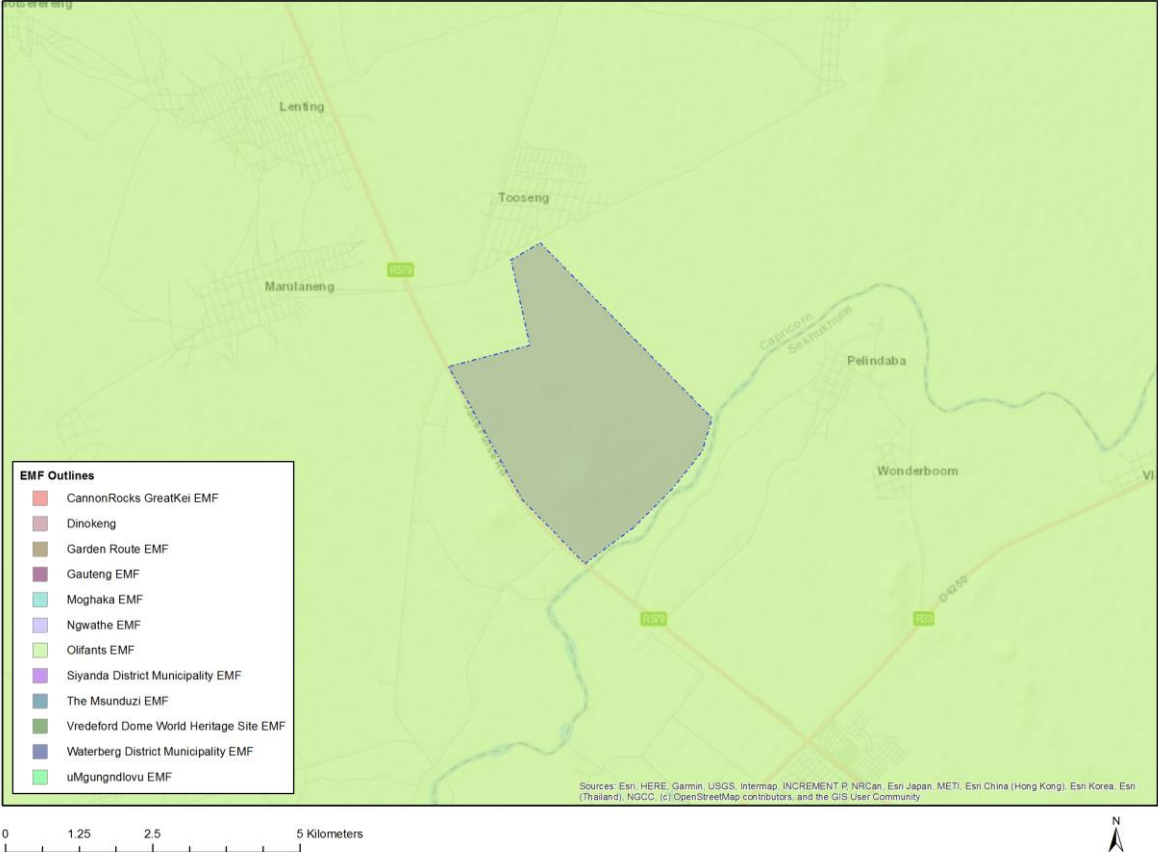 Lenting
Tooseng
R579
Marulaneng
Capricorn
Sekhukhune
Pelindaba
Wonderboom
D4250
EMF Outlines
CannonRocks GreatKei EMF
Dinokeng
Garden Route EMF
Gauteng EMF
Moghaka EMF
Ngwathe EMF
Olifants EMF
Siyanda District Municipality EMF
The Msunduzi EMF
Vredeford Dome World Heritage Site EMF
Waterberg District Municipality EMF
uMgungndlovu EMF
R579
Sources: Esri, HERE, Garmin, USGS, Intermap, INCREMENT P, NRCan, Esri Japan, METI, Esri China (Hong Kong), Esri Korea, Esri
(Thailand), NGCC, (c) OpenStreetMap contributors, and the GIS User Community
0 1.25 2.5 5 Kilometers
N